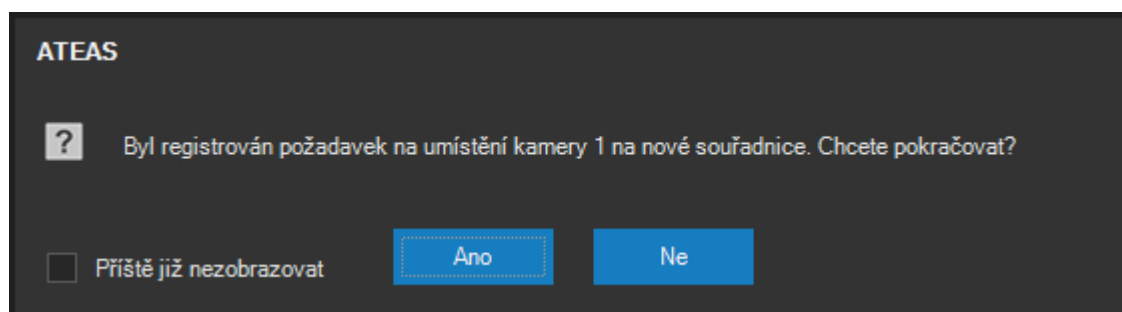 ATEAS
?
Byl registrován požadavek na umístění kamery 1 na nové souřadnice. Chcete pokračovat?
Příště již nezobrazovat
Ano
Ne